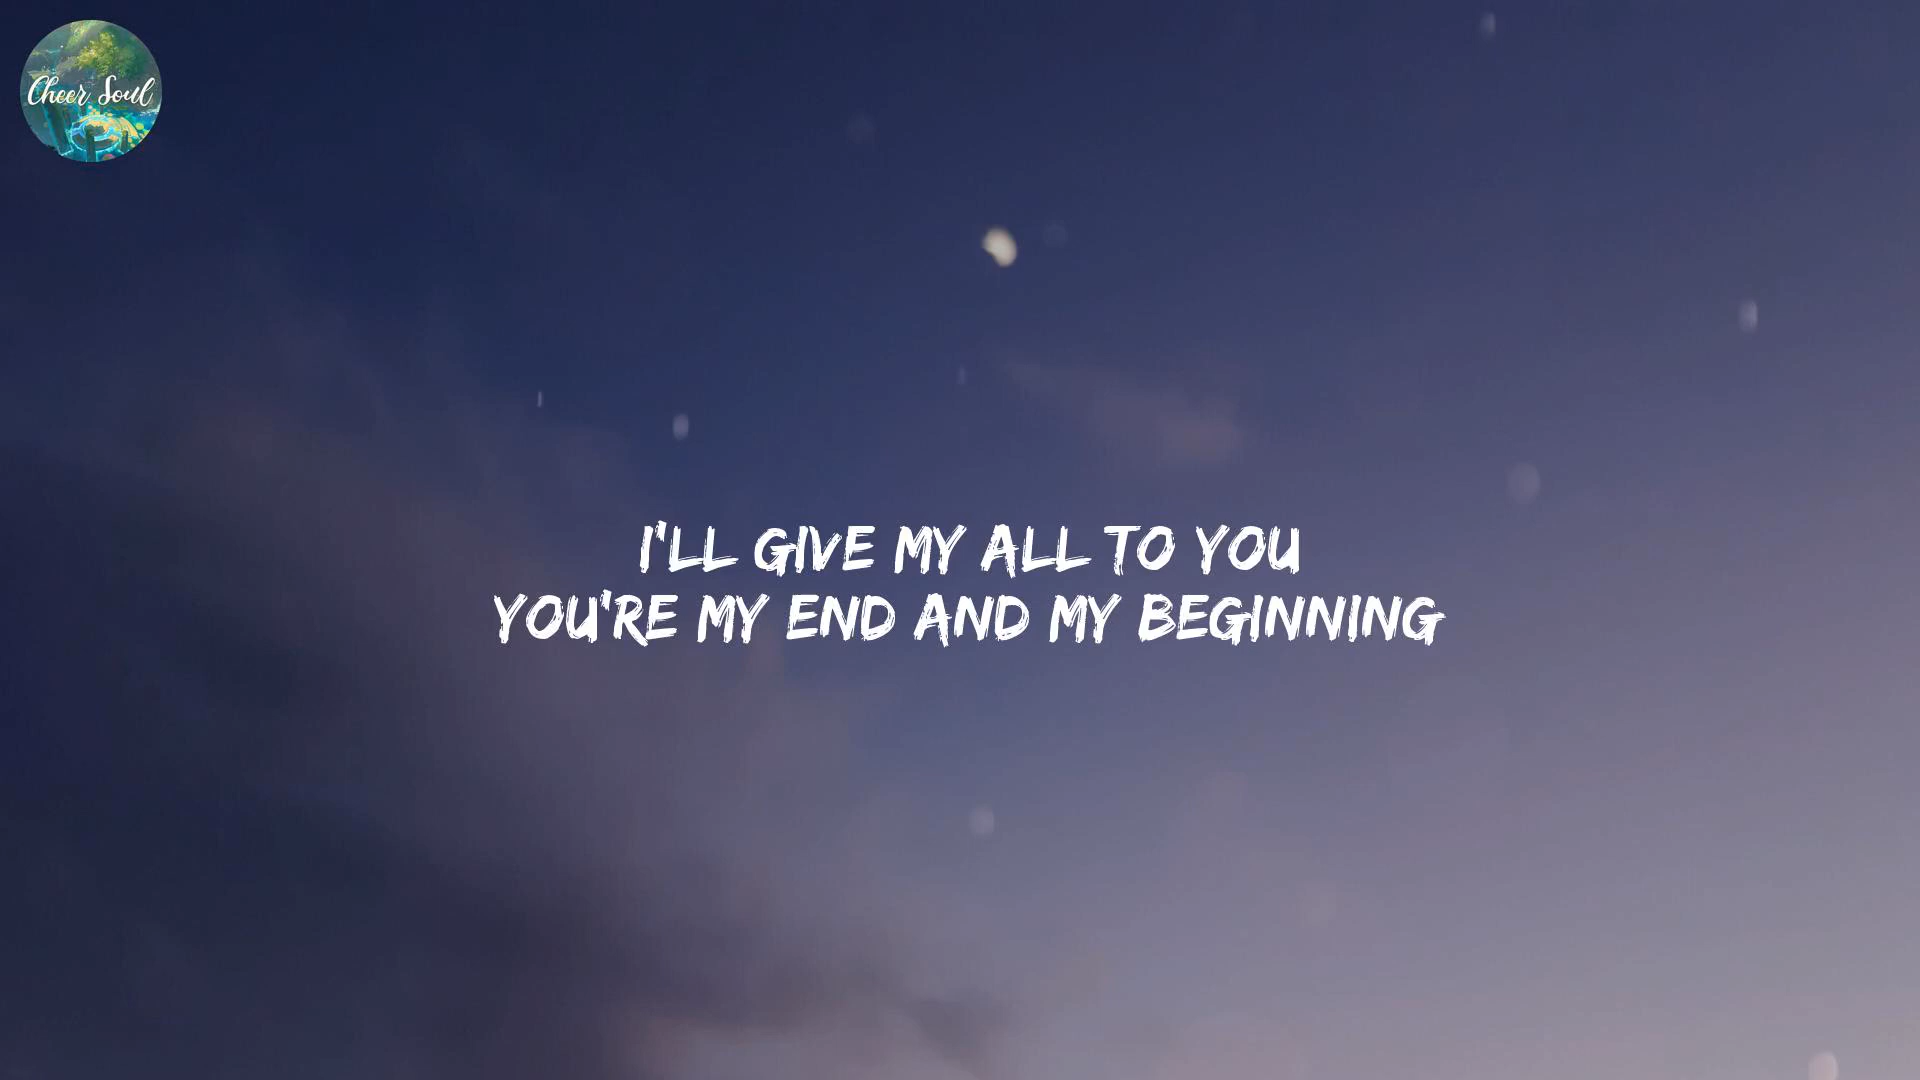 Cheer Soul
I'LL GIVE MY ALL TO YOU
YOU'RE MY END AND MY BEGINNING